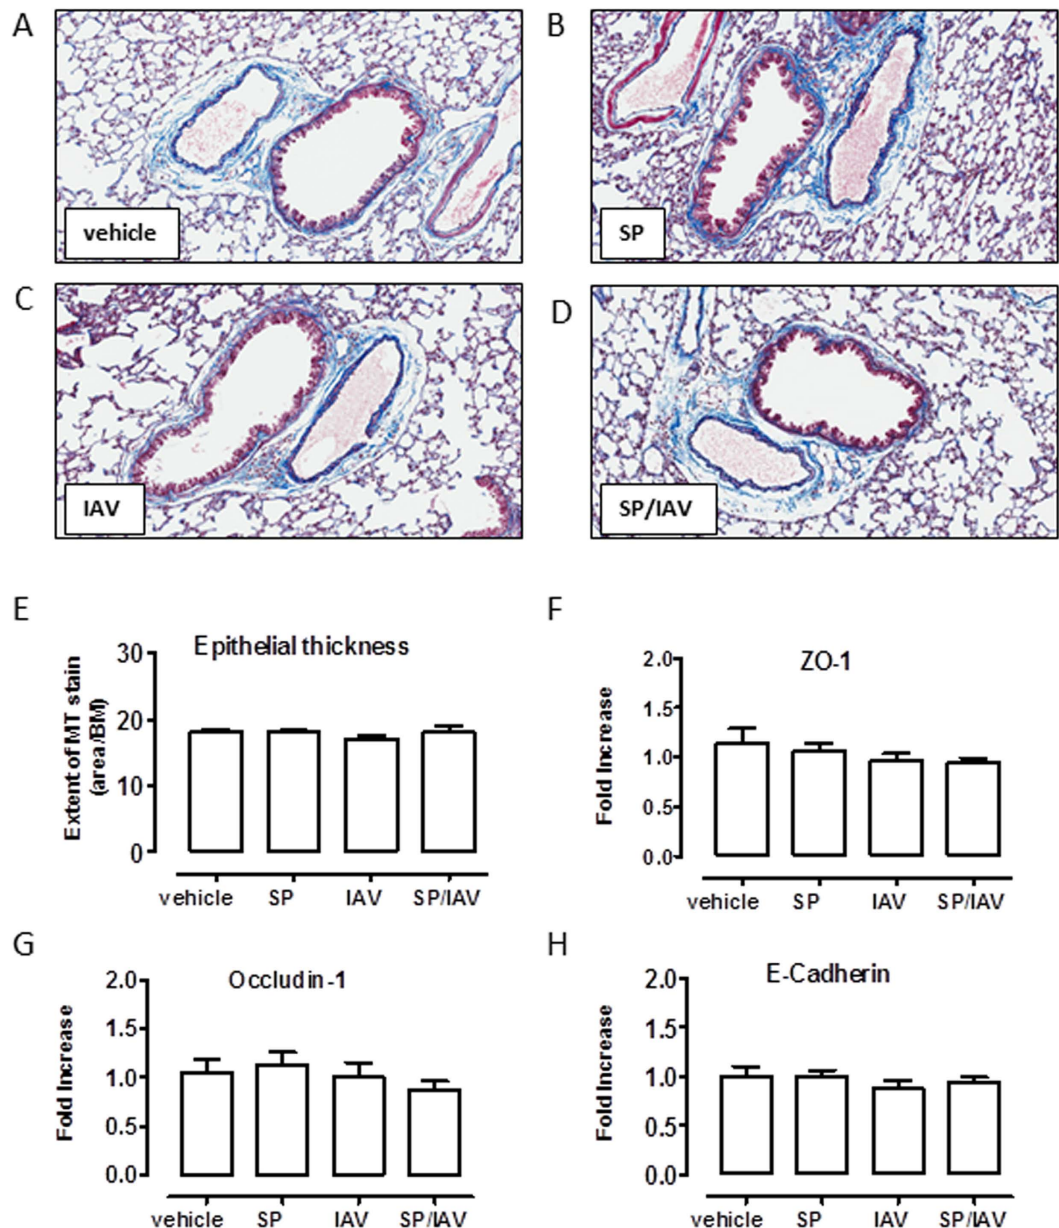 A
B
vehicle
SP
C
D
IAV
SP/IAV
E
F
Epithelial thickness
Extent of MT stain
(area/BM)
30
20
10
0
vehicle SP IAV SP/IAV
ZO-1
Fold Increase
2.0
1.5
1.0
0.5
0.0
vehicle SP IAV SP/IAV
G
H
Occludin-1
Fold Increase
2.0
1.5
1.0
0.5
0.0
vehicle SP IAV SP/IAV
E-Cadherin
Fold Increase
2.0
1.5
1.0
0.5
0.0
vehicle SP IAV SP/IAV